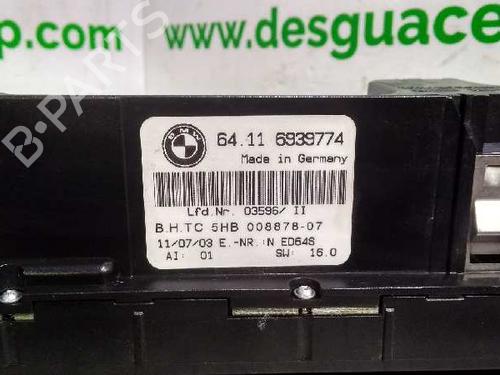 p.com
www.desguace
B-PARTS
BMW
64.11 6939774
Made in Germany
Lfd.Nr. 03596/ II
B.H.TC 5HB 008878-07
11/07/03 E.-NR.:N ED64S
AI: 01 SW: 16.0